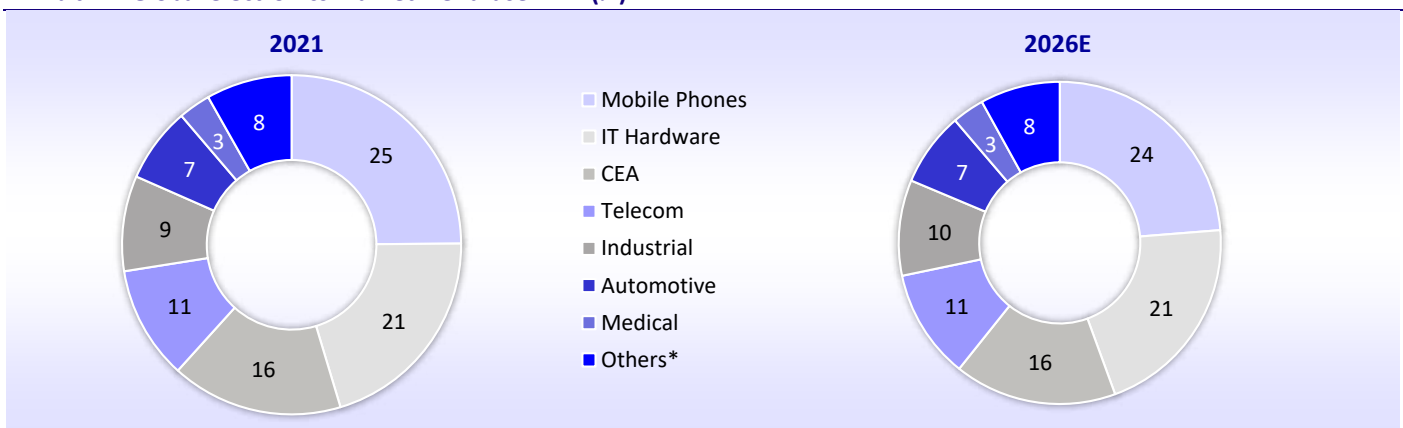 2021
2026E
25
21
16
11
9
7
3
8
Mobile Phones
IT Hardware
CEA
Telecom
Industrial
Automotive
Medical
Others*
24
21
16
11
10
7
3
8